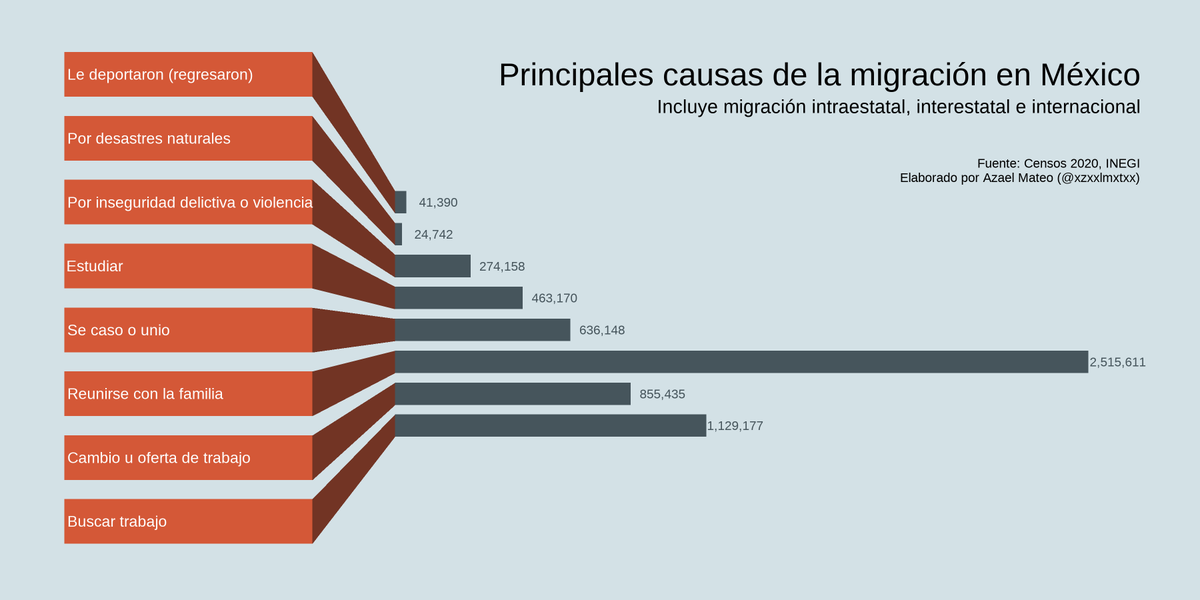 Principales causas de la migración en México
Incluye migración intraestatal, interestatal e internacional
Fuente: Censos 2020, INEGI
Elaborado por Azael Mateo (@xzxxlmxtxx)
Le deportaron (regresaron)
41,390
Por desastres naturales
24,742
Por inseguridad delictiva o violencia
274,158
Estudiar
463,170
Se caso o unio
636,148
Reunirse con la familia
2,515,611
Cambio u oferta de trabajo
855,435
Buscar trabajo
1,129,177